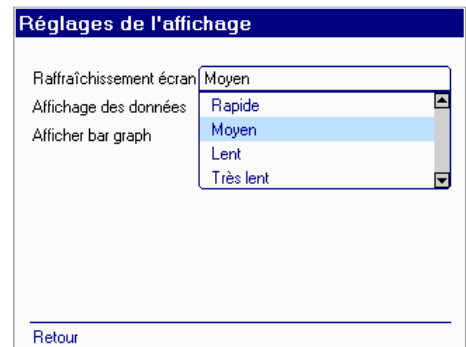 Réglages de l'affichage
Raffraîchissement écran Moyen
Affichage des données Rapide
Afficher bar graph Moyen
Lent
Très lent
Retour